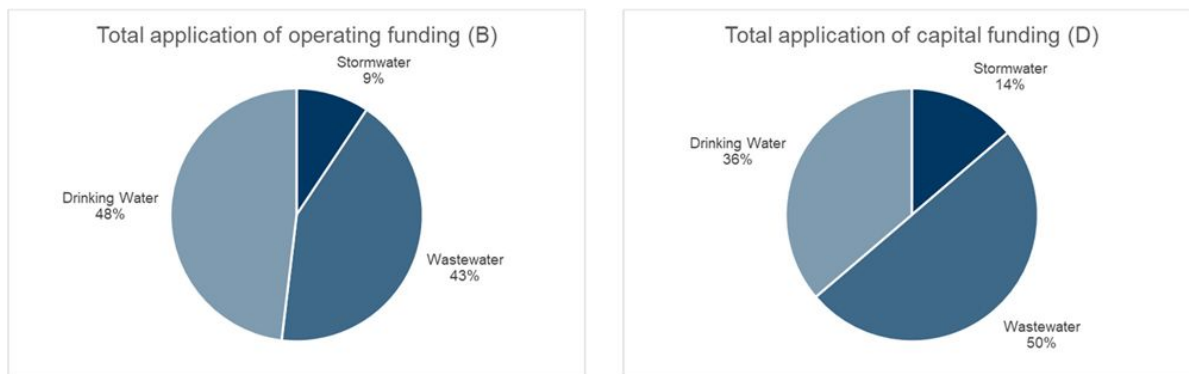 Total application of operating funding (B)
Stormwater
9%
Drinking Water
48%
Wastewater
43%
Total application of capital funding (D)
Stormwater
14%
Drinking Water
36%
Wastewater
50%